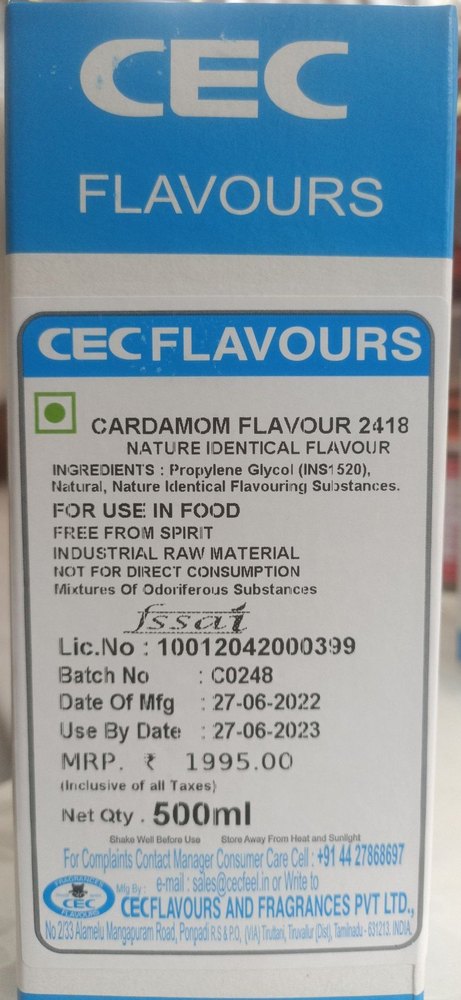 CEC
FLAVOURS
CEC FLAVOURS
CARDAMOM FLAVOUR 2418
NATURE IDENTICAL FLAVOUR
INGREDIENTS : Propylene Glycol (INS1520),
Natural, Nature Identical Flavouring Substances.
FOR USE IN FOOD
FREE FROM SPIRIT
INDUSTRIAL RAW MATERIAL
NOT FOR DIRECT CONSUMPTION
Mixtures Of Odoriferous Substances
fssai
Lic.No : 10012042000399
Batch No : C0248
Date Of Mfg : 27-06-2022
Use By Date : 27-06-2023
MRP. ₹ 1995.00
(Inclusive of all Taxes)
Net Qty . 500ml
Shake Well Before Use Store Away From Heat and Sunlight
For Complaints Contact Manager Consumer Care Cell : +91 44 27868697
e-mail : sales@cecfeel.in or Write to
Mfg By : CECFLAVOURS AND FRAGRANCES PVT LTD.,
FRAGRANCES
CEC
FLAVOURS
No 2/33 Alamelu Mangapuram Road, Ponpadi R.S & P.O, (VIA) Tiruttani, Tiruvallur (Dist), Tamilnadu - 631213. INDIA.